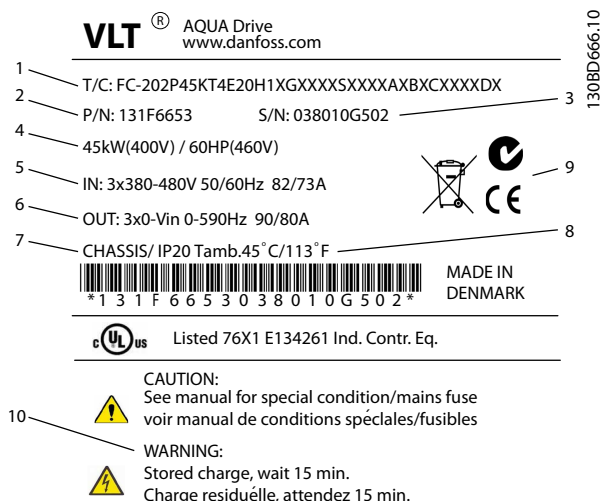 VLT ® AQUA Drive
www.danfoss.com
130BD666.10
1
T/C: FC-202P45KT4E20H1XGXXXXSXXXXAXBXCXXXXDX
2
P/N: 131F6653 S/N: 038010G502
3
4
45kW(400V) / 60HP(460V)
5
IN: 3x380-480V 50/60Hz 82/73A
9
6
OUT: 3x0-Vin 0-590Hz 90/80A
7
CHASSIS/ IP20 Tamb.45˚C/113˚F
8
CE
*131F6653038010G502*
MADE IN
DENMARK
c UL us Listed 76X1 E134261 Ind. Contr. Eq.
CAUTION:
See manual for special condition/mains fuse
voir manual de conditions spéclales/fusibles
10
WARNING:
Stored charge, wait 15 min.
Charge residuélle, attendez 15 min.